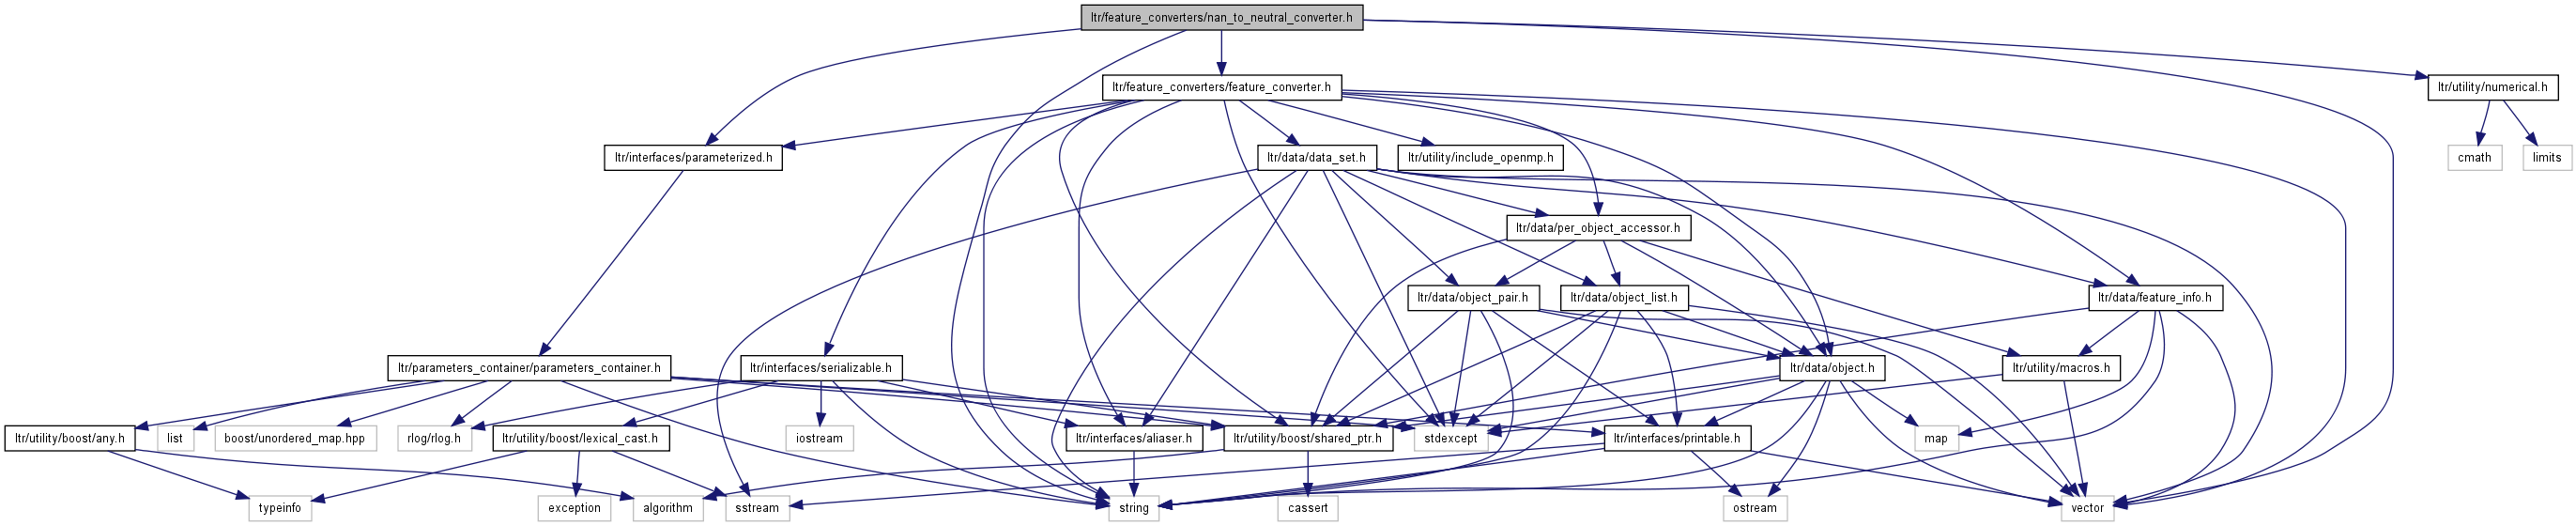 ltr/feature_converters/nan_to_neutral_converter.h
ltr/feature_converters/feature_converter.h
ltr/utility/numerical.h
ltr/interfaces/parameterized.h
ltr/data/data_set.h
ltr/utility/include_openmp.h
cmath
limits
ltr/data/per_object_accessor.h
ltr/data/object_pair.h
ltr/data/object_list.h
ltr/data/feature_info.h
ltr/parameters_container/parameters_container.h
ltr/interfaces/serializable.h
ltr/data/object.h
ltr/utility/macros.h
ltr/utility/boost/any.h
list
boost/unordered_map.hpp
rlog/rlog.h
ltr/utility/boost/lexical_cast.h
iostream
ltr/interfaces/aliaser.h
ltr/utility/boost/shared_ptr.h
stdexcept
ltr/interfaces/printable.h
map
typeinfo
exception
algorithm
sstream
string
cassert
ostream
vector